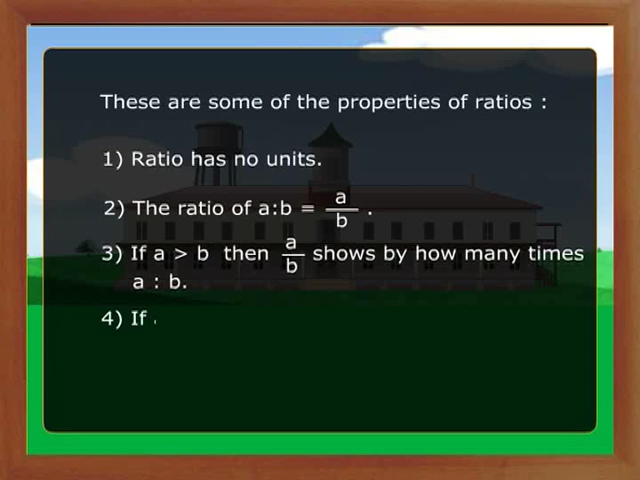 These are some of the properties of ratios :
1) Ratio has no units.
2) The ratio of a:b = a/b .
3) If a > b then a/b shows by how many times
a : b.
4) If